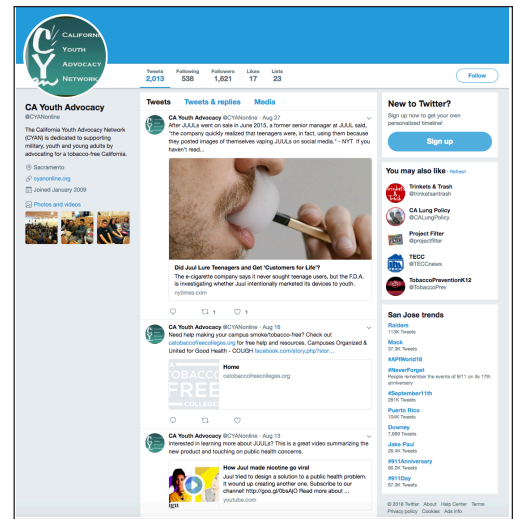 CALIFORNI
YOUTH
ADVOCACY
NETWORK
Tweets
2,013
Following
538
Followers
1,621
Likes
17
Lists
23
Follow
CA Youth Advocacy
@CYANonline
The California Youth Advocacy Network
(CYAN) is dedicated to supporting
military, youth and young adults by
advocating for a tobacco-free California.
Sacramento
cyanonline.org
Joined January 2009
Photos and videos
Tweets Tweets & replies Media
CA Youth Advocacy @CYANonline · Aug 27
After JUULs went on sale in June 2015, a former senior manager at JUUL said,
"the company quickly realized that teenagers were, in fact, using them because
they posted images of themselves vaping JUULs on social media." - NYT If you
haven't read...
Did Juul Lure Teenagers and Get 'Customers for Life'?
The e-cigarette company says it never sought teenage users, but the F.D.A.
is investigating whether Juul intentionally marketed its devices to youth.
nytimes.com
1 1
CA Youth Advocacy @CYANonline · Aug 16
Need help making your campus smoke/tobacco-free? Check out
catobaccofreecolleges.org for free help and resources. Campuses Organized &
United for Good Health - COUGH facebook.com/story.php?stor...
TOBACCO
FREE
COLLEGES
Home
catobaccofreecolleges.org
CA Youth Advocacy @CYANonline · Aug 13
Interested in learning more about JUULs? This is a great video summarizing the
new product and touching on public health concerns.
How Juul made nicotine go viral
Juul tried to design a solution to a public health problem.
It wound up creating another one. Subscribe to our
channel! http://goo.gl/0bsAjO Read more about ...
youtube.com
New to Twitter?
Sign up now to get your own
personalized timeline!
Sign up
You may also like · Refresh
Trinkets & Trash
@trinketsantrash
CA Lung Policy
@CALungPolicy
Project Filter
@projectfilter
TECC
@TECCnews
TobaccoPreventionK12
@TobaccoPrev
San Jose trends
Raiders
113K Tweets
Mack
37.3K Tweets
#APIWorld18
#NeverForget
People remember the events of 9/11 on its 17th
anniversary
#September11th
281K Tweets
Puerto Rico
104K Tweets
Downey
7,888 Tweets
Jake Paul
26.4K Tweets
#911Anniversary
#911Day
© 2018 Twitter About Help Center Terms
Privacy policy Cookies Ads info